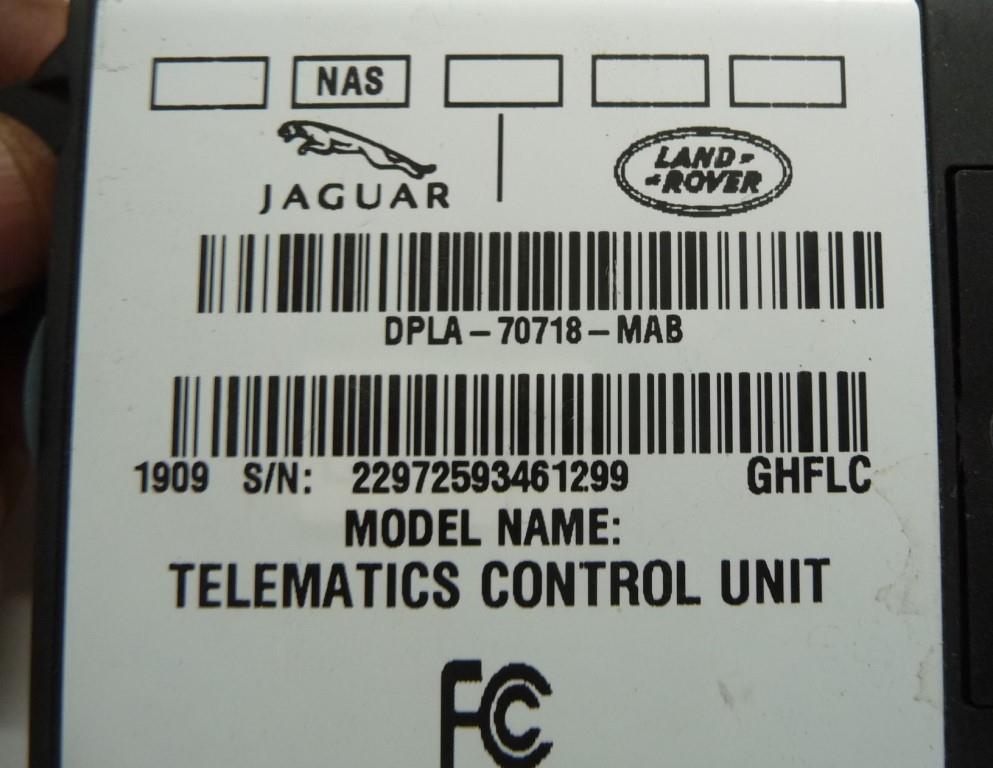 NAS
JAGUAR
LAND-
-ROVER
DPLA-70718-MAB
1909 S/N: 22972593461299 GHFLC
MODEL NAME:
TELEMATICS CONTROL UNIT
FC